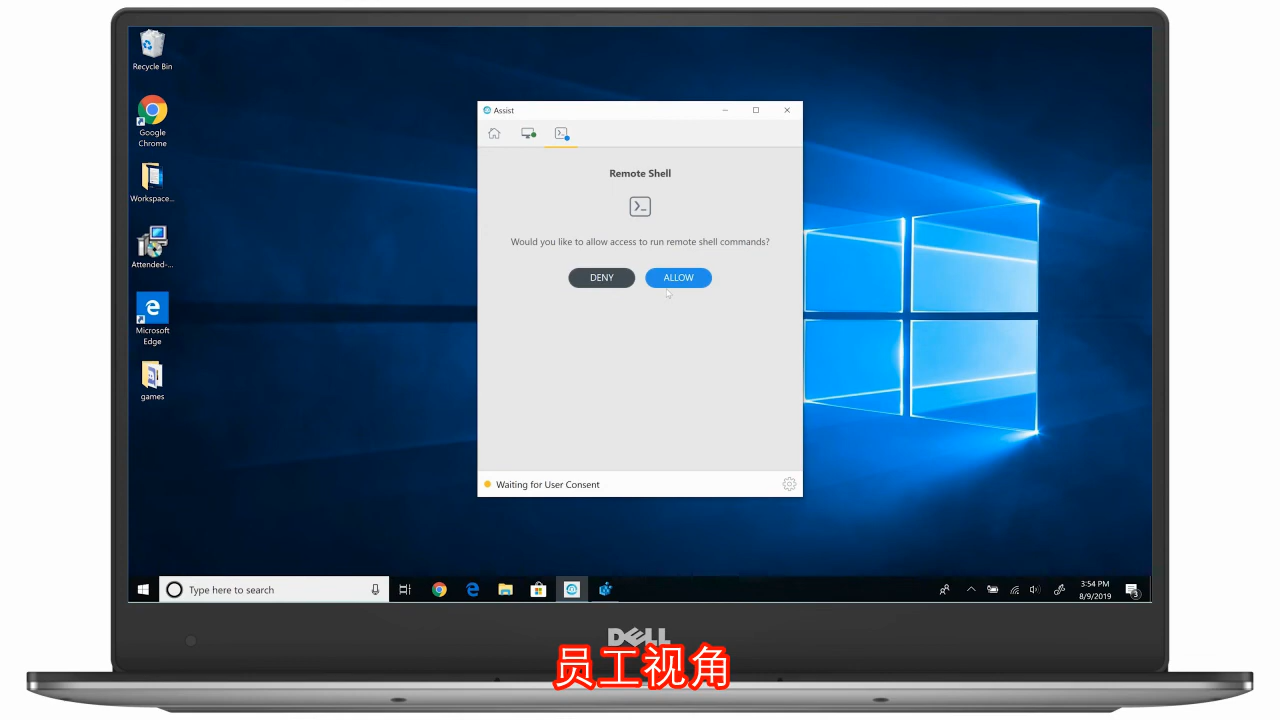 Recycle Bin
Google
Chrome
Workspace...
Attended-...
Microsoft
Edge
games
Assist
Remote Shell
Would you like to allow access to run remote shell commands?
DENY
ALLOW
Waiting for User Consent
Type here to search
3:54 PM
8/9/2019
3
DELL
员工视角